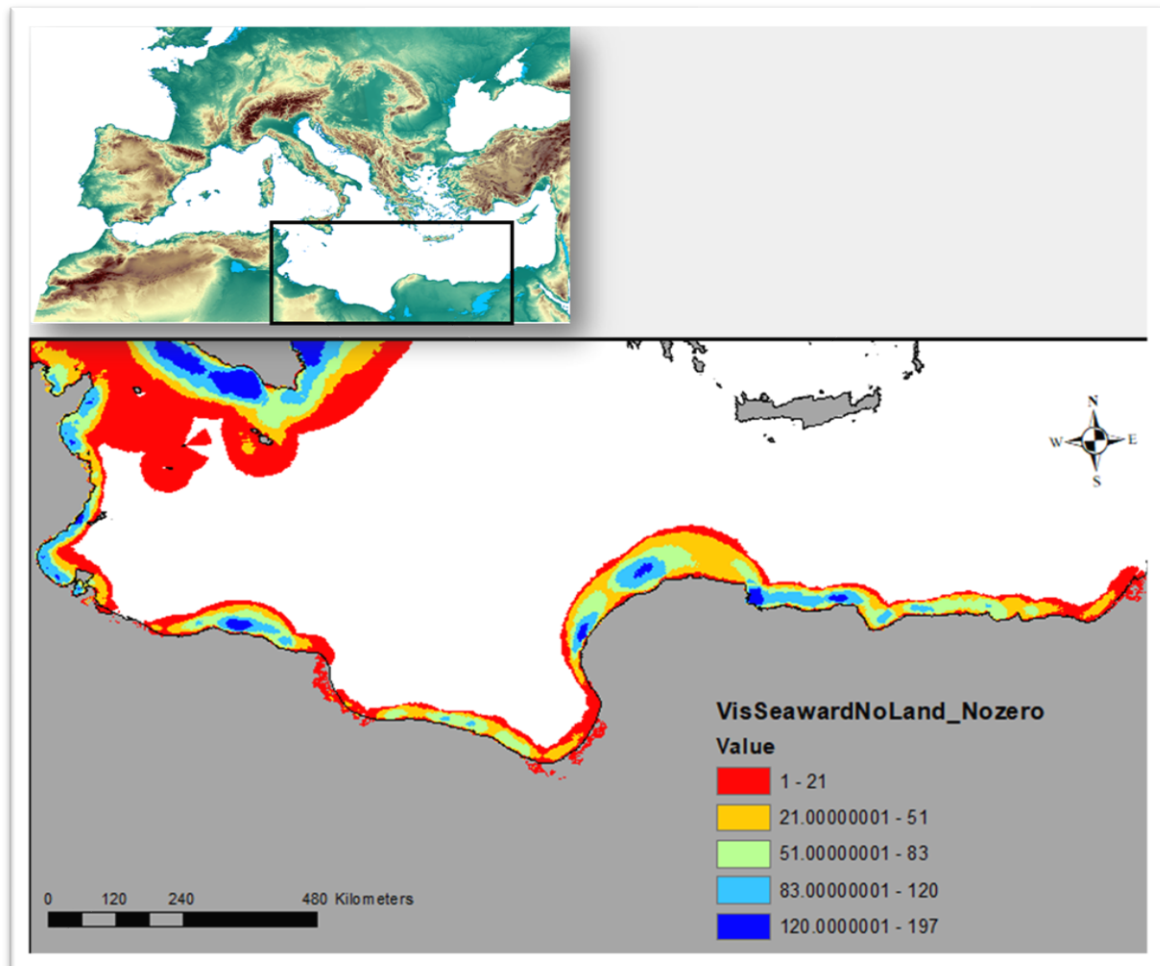 N
W E
S
VisSeawardNoLand_Nozero
Value
1 - 21
21.00000001 - 51
51.00000001 - 83
83.00000001 - 120
120.0000001 - 197
0 120 240 480 Kilometers